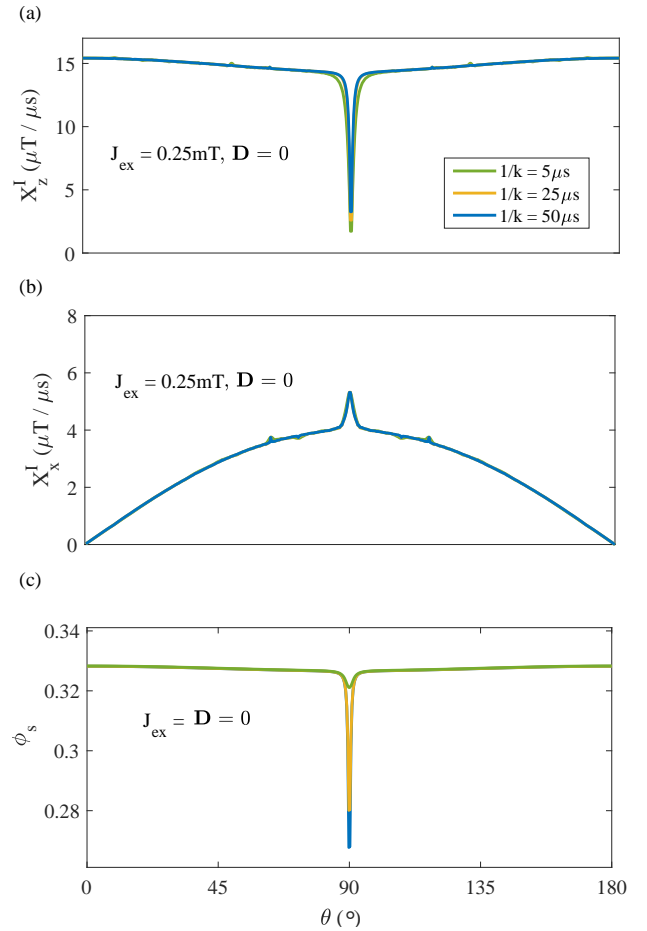 (a)
15
10
5
0
X_z^I (μT / μs)
J_ex = 0.25mT, D = 0
1/k = 5μs
1/k = 25μs
1/k = 50μs
(b)
8
6
4
2
0
X_x^I (μT / μs)
J_ex = 0.25mT, D = 0
(c)
0.34
0.32
0.3
0.28
ϕ_s
J_ex = D = 0
0 45 90 135 180
θ (°)